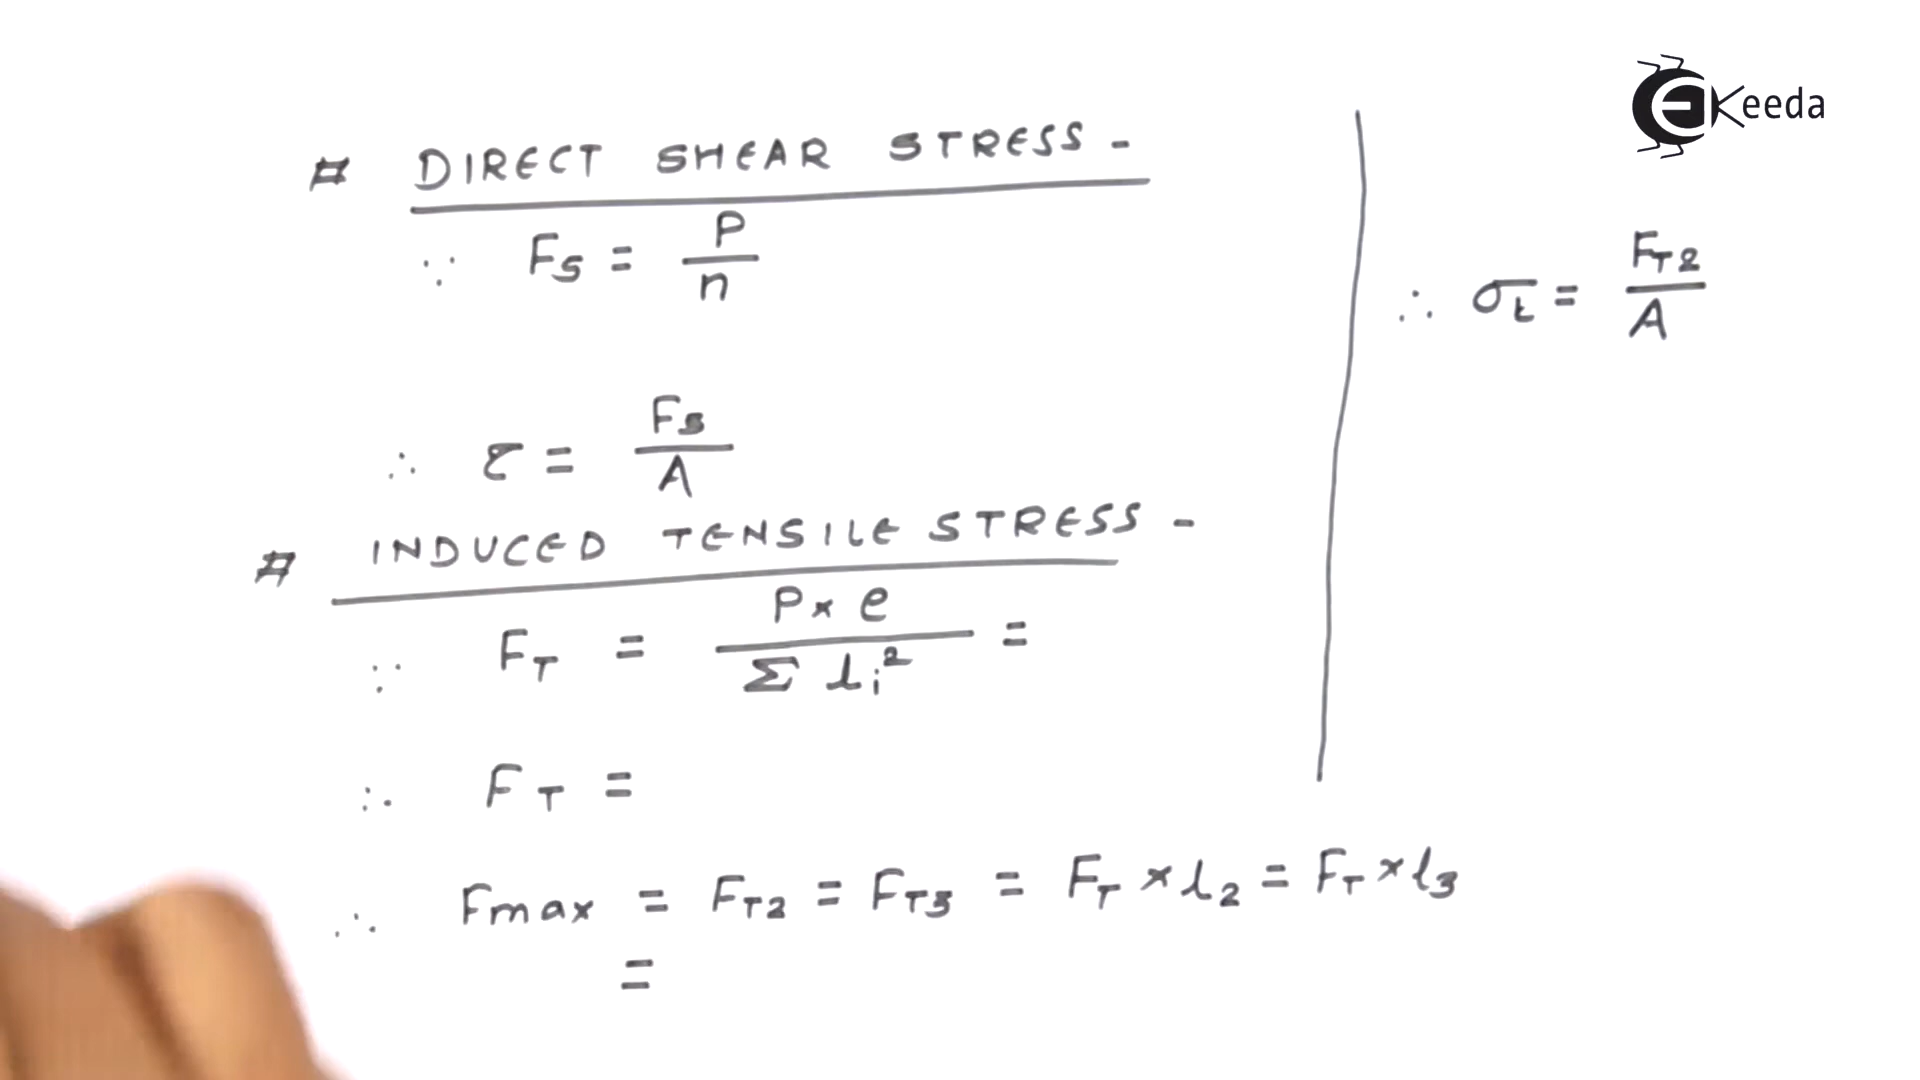 # DIRECT SHEAR STRESS -
∵ Fs = P/n
∴ τ = Fs/A
# INDUCED TENSILE STRESS -
∵ FT = P × e / Σ li² =
∴ FT =
∴ Fmax = FT2 = FT3 = FT × l2 = FT × l3
=
EKeeda
∴ σt = FT2/A